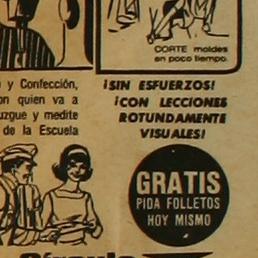 CORTE moldes
en poco tiempo.
y Confección,
on quien va a
uzgue y medite
de la Escuela
¡SIN ESFUERZOS!
¡CON LECCIONES
ROTUNDAMENTE
VISUALES!
GRATIS
PIDA FOLLETOS
HOY MISMO